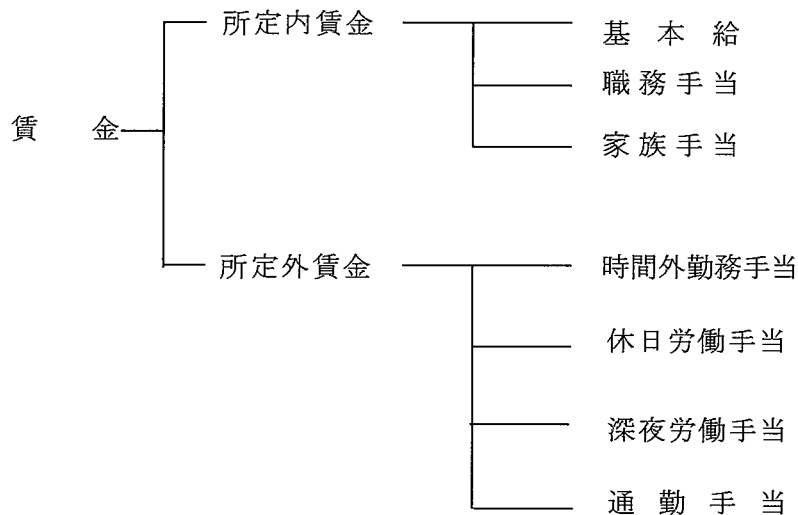 所定内賃金
基本給
職務手当
賃金
家族手当
所定外賃金
時間外勤務手当
休日労働手当
深夜労働手当
通勤手当